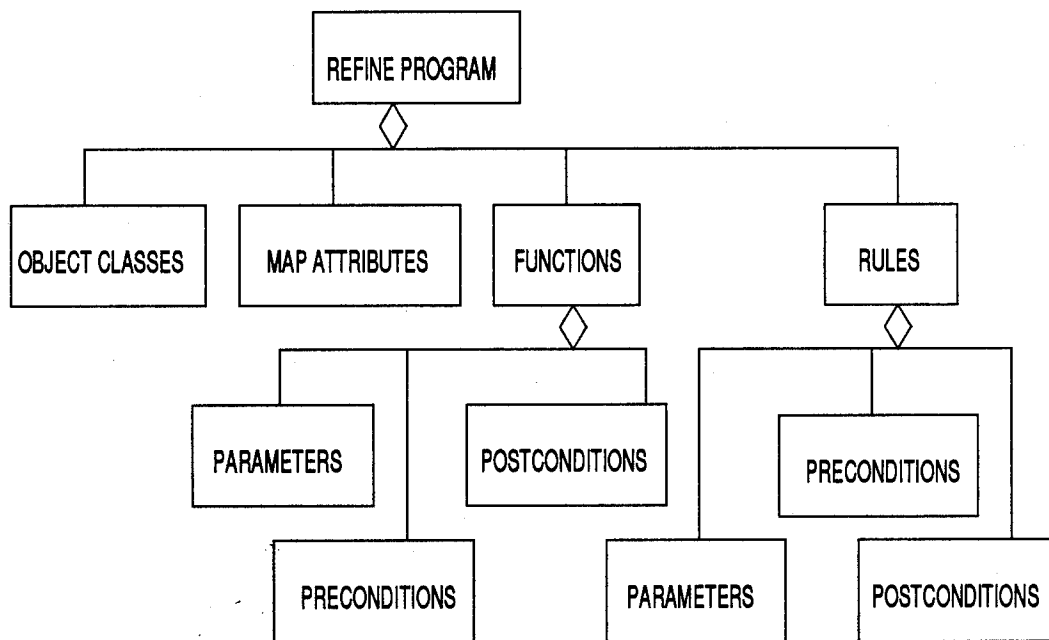 REFINE PROGRAM
OBJECT CLASSES
MAP ATTRIBUTES
FUNCTIONS
RULES
PARAMETERS
POSTCONDITIONS
PRECONDITIONS
PRECONDITIONS
PARAMETERS
POSTCONDITIONS